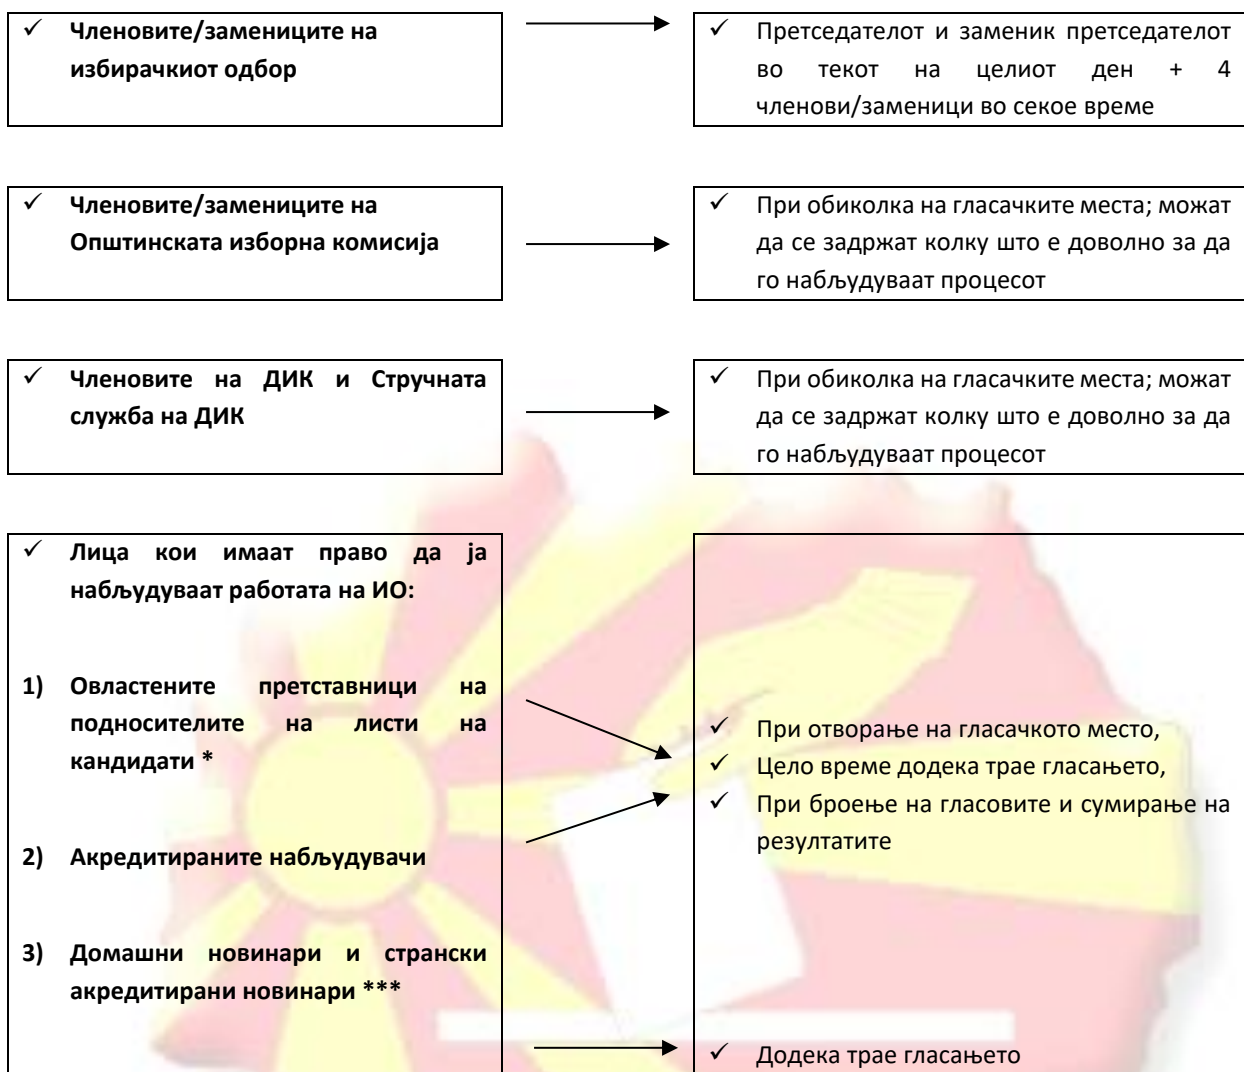 ✓ Членовите/замениците на
избирачкиот одбор
✓ Претседателот и заменик претседателот
во текот на целиот ден + 4
членови/заменици во секое време
✓ Членовите/замениците на
Општинската изборна комисија
✓ При обиколка на гласачките места; можат
да се задржат колку што е доволно за да
го набљудуваат процесот
✓ Членовите на ДИК и Стручната
служба на ДИК
✓ При обиколка на гласачките места; можат
да се задржат колку што е доволно за да
го набљудуваат процесот
✓ Лица кои имаат право да ја
набљудуваат работата на ИО:
1) Овластените претставници на
подносителите на листи на
кандидати *
2) Акредитираните набљудувачи
3) Домашни новинари и странски
акредитирани новинари ***
✓ При отворање на гласачкото место,
✓ Цело време додека трае гласањето,
✓ При броење на гласовите и сумирање на
резултатите
✓ Додека трае гласањето